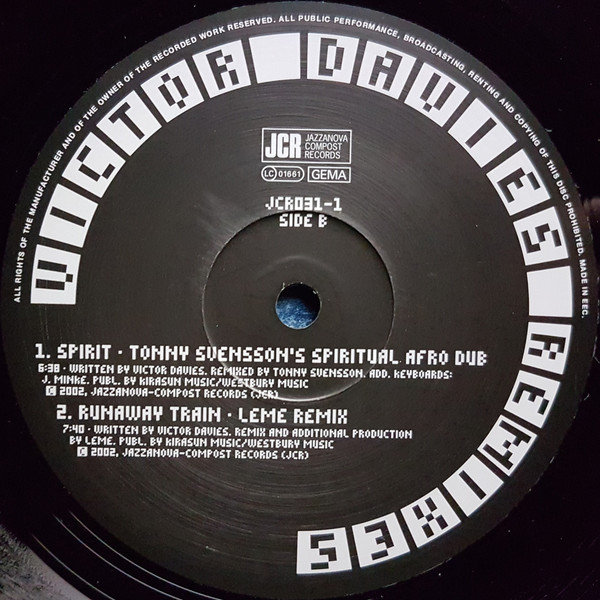 ALL RIGHTS OF THE MANUFACTURER AND OF THE OWNER OF THE RECORDED WORK RESERVED. ALL PUBLIC PERFORMANCE, BROADCASTING, RENTING AND COPYING OF THIS DISC PROHIBITED. MADE IN EEC.
VICTOR DAVIES REMIXES
JCR JAZZANOVA
COMPOST
RECORDS
LC 01661 GEMA
JCR031-1
SIDE B
1. SPIRIT · TONNY SVENSSON'S SPIRITUAL AFRO DUB
6:38 · WRITTEN BY VICTOR DAVIES. REMIXED BY TONNY SVENSSON. ADD. KEYBOARDS:
J. MINKE. PUBL. BY KIRASUN MUSIC/WESTBURY MUSIC
© 2002, JAZZANOVA-COMPOST RECORDS (JCR)
2. RUNAWAY TRAIN · LEME REMIX
7:40 · WRITTEN BY VICTOR DAVIES. REMIX AND ADDITIONAL PRODUCTION
BY LEME. PUBL. BY KIRASUN MUSIC/WESTBURY MUSIC
© 2002, JAZZANOVA-COMPOST RECORDS (JCR)